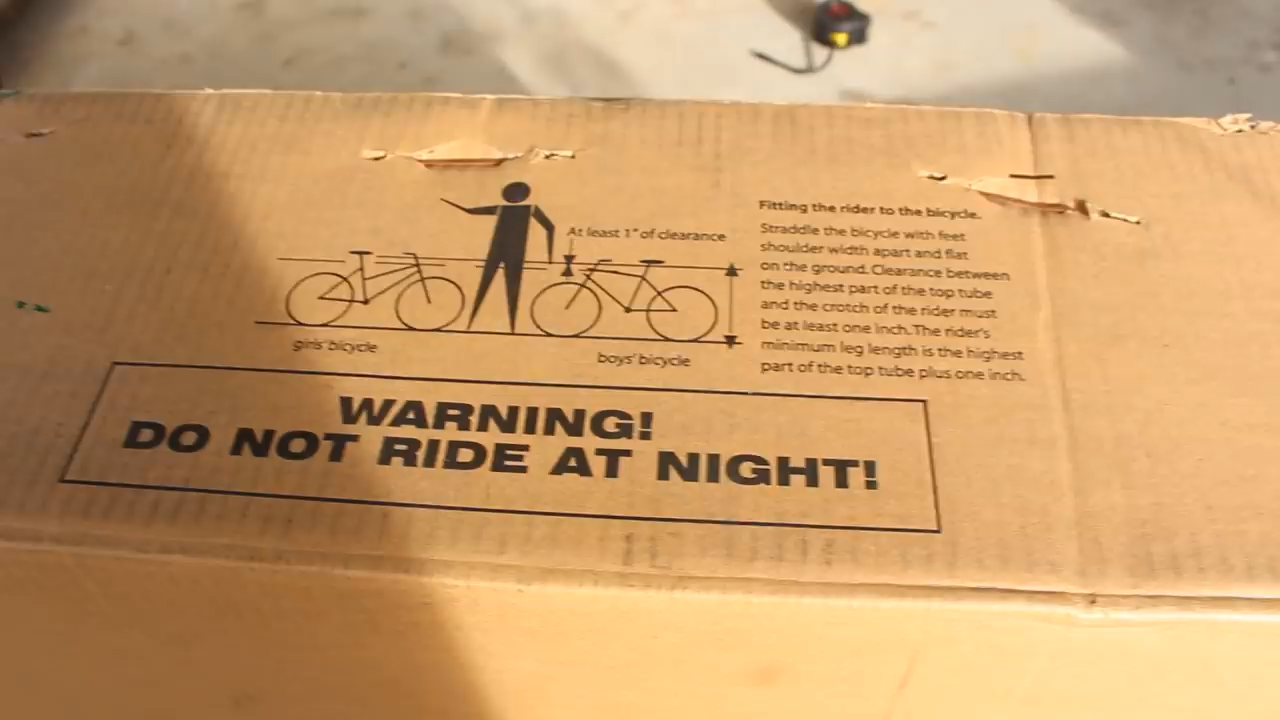 At least 1" of clearance
girls' bicycle
boys' bicycle
Fitting the rider to the bicycle.
Straddle the bicycle with feet
shoulder width apart and flat
on the ground. Clearance between
the highest part of the top tube
and the crotch of the rider must
be at least one inch. The rider's
minimum leg length is the highest
part of the top tube plus one inch.
WARNING!
DO NOT RIDE AT NIGHT!